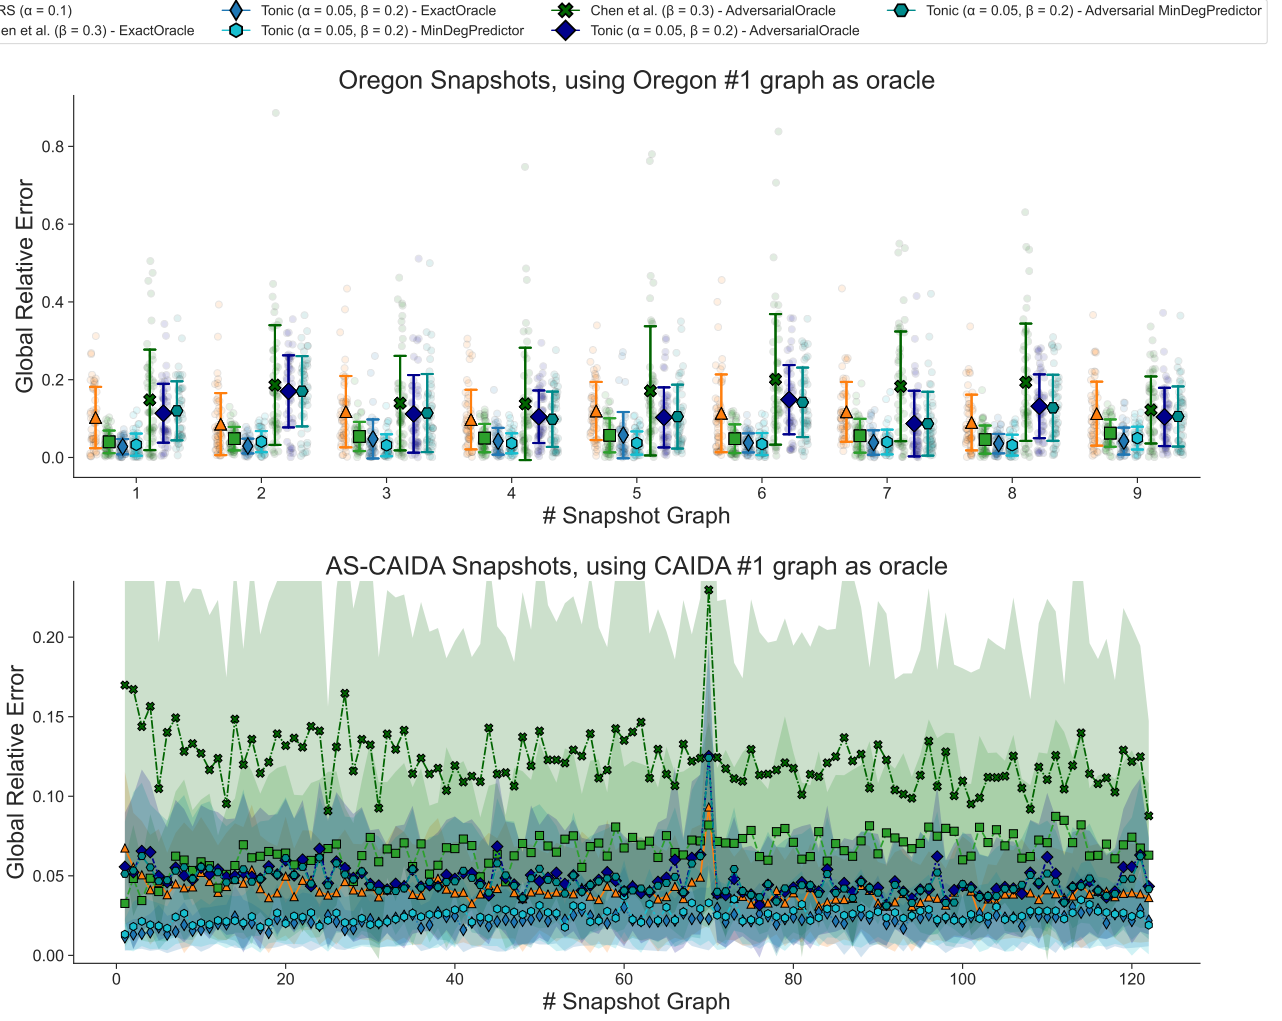 RS (α = 0.1)
Tonic (α = 0.05, β = 0.2) - ExactOracle
Chen et al. (β = 0.3) - AdversarialOracle
Tonic (α = 0.05, β = 0.2) - Adversarial MinDegPredictor
en et al. (β = 0.3) - ExactOracle
Tonic (α = 0.05, β = 0.2) - MinDegPredictor
Tonic (α = 0.05, β = 0.2) - AdversarialOracle
Oregon Snapshots, using Oregon #1 graph as oracle
Global Relative Error
0.8
0.6
0.4
0.2
0.0
1 2 3 4 5 6 7 8 9
# Snapshot Graph
AS-CAIDA Snapshots, using CAIDA #1 graph as oracle
Global Relative Error
0.20
0.15
0.10
0.05
0.00
0 20 40 60 80 100 120
# Snapshot Graph